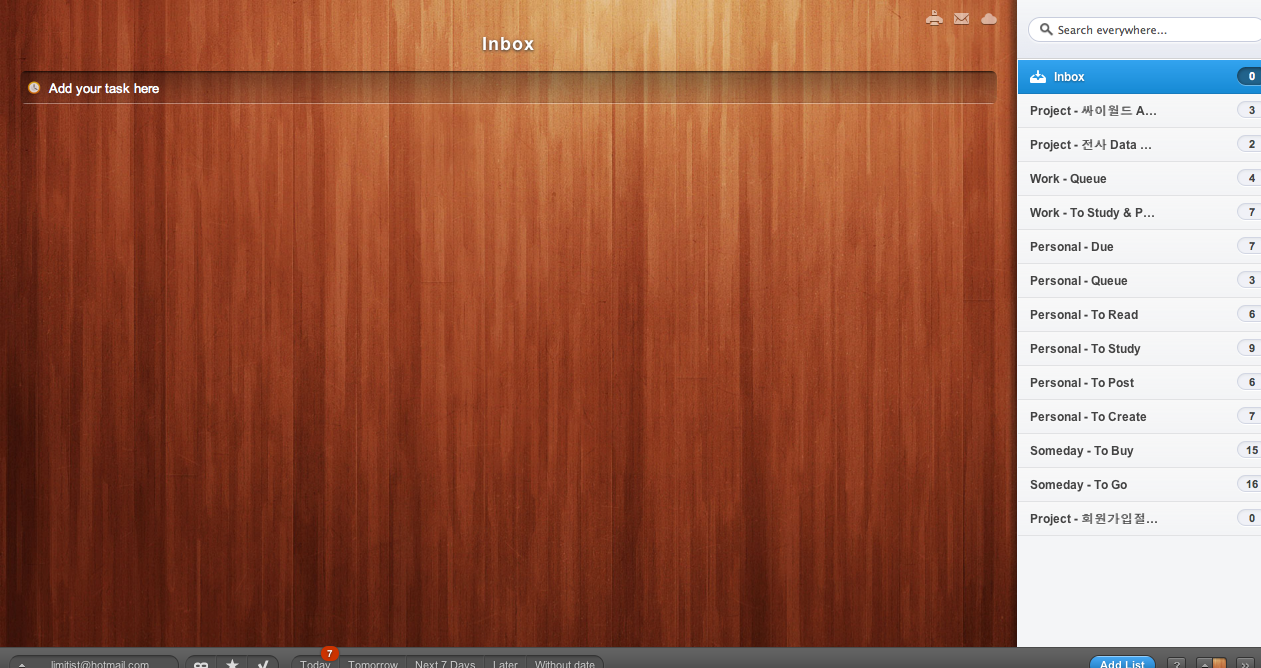 Inbox
Add your task here
Search everywhere...
Inbox 0
Project - 싸이월드 A... 3
Project - 전사 Data ... 2
Work - Queue 4
Work - To Study & P... 7
Personal - Due 7
Personal - Queue 3
Personal - To Read 6
Personal - To Study 9
Personal - To Post 6
Personal - To Create 7
Someday - To Buy 15
Someday - To Go 16
Project - 회원가입절... 0
limitist@hotmail.com
7
Today Tomorrow Next 7 Days Later Without date
Add List ?